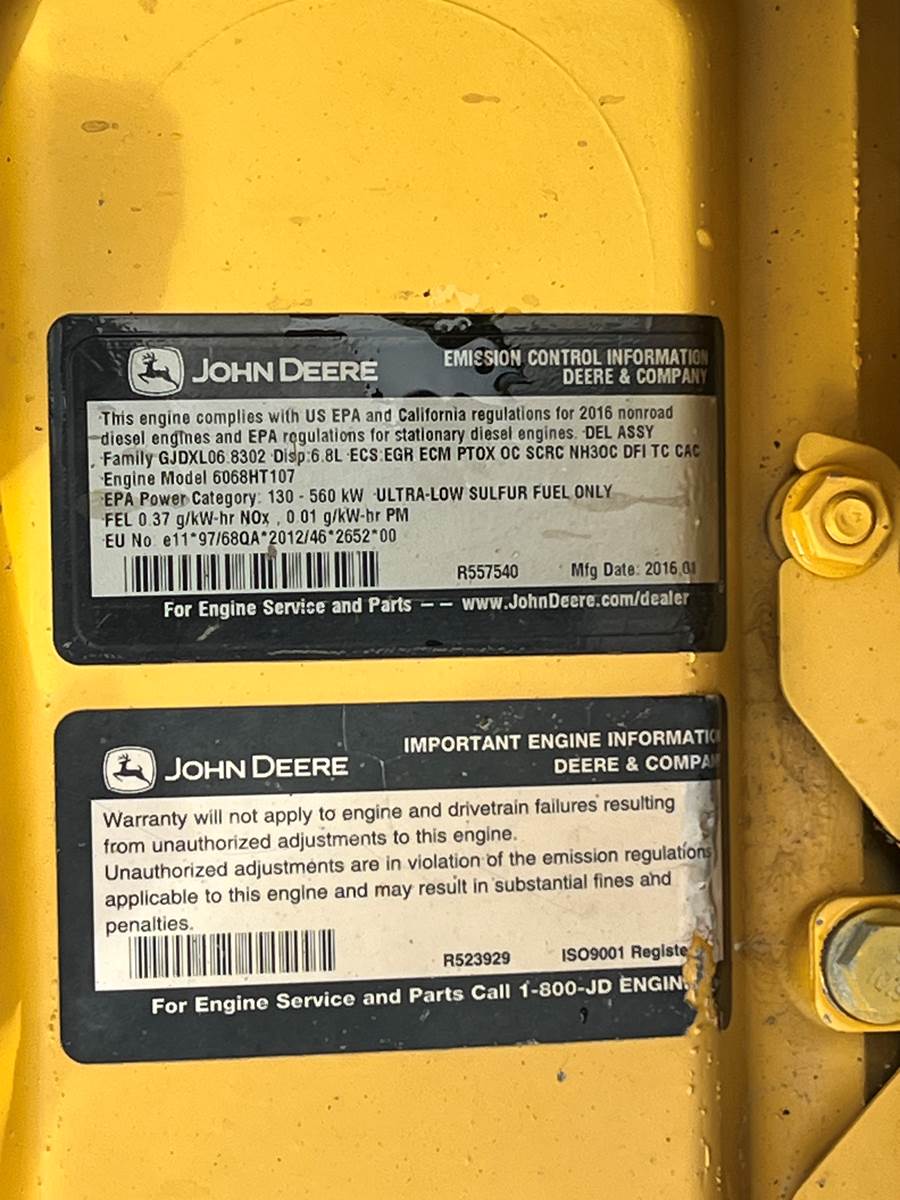 JOHN DEERE
EMISSION CONTROL INFORMATION
DEERE & COMPANY
This engine complies with US EPA and California regulations for 2016 nonroad
diesel engines and EPA regulations for stationary diesel engines. DEL ASSY
Family GJDXL06.8302 Disp:6.8L ECS:EGR ECM PTOX OC SCRC NH3OC DFI TC CAC
Engine Model 6068HT107
EPA Power Category: 130 - 560 kW ULTRA-LOW SULFUR FUEL ONLY
FEL 0.37 g/kW-hr NOx , 0.01 g/kW-hr PM
EU No. e11*97/68QA*2012/46*2652*00
R557540 Mfg Date: 2016.01
For Engine Service and Parts – – www.JohnDeere.com/dealer
JOHN DEERE
IMPORTANT ENGINE INFORMATIO
DEERE & COMPAN
Warranty will not apply to engine and drivetrain failures resulting
from unauthorized adjustments to this engine.
Unauthorized adjustments are in violation of the emission regulations
applicable to this engine and may result in substantial fines and
penalties.
R523929 ISO9001 Registe
For Engine Service and Parts Call 1-800-JD ENGIN